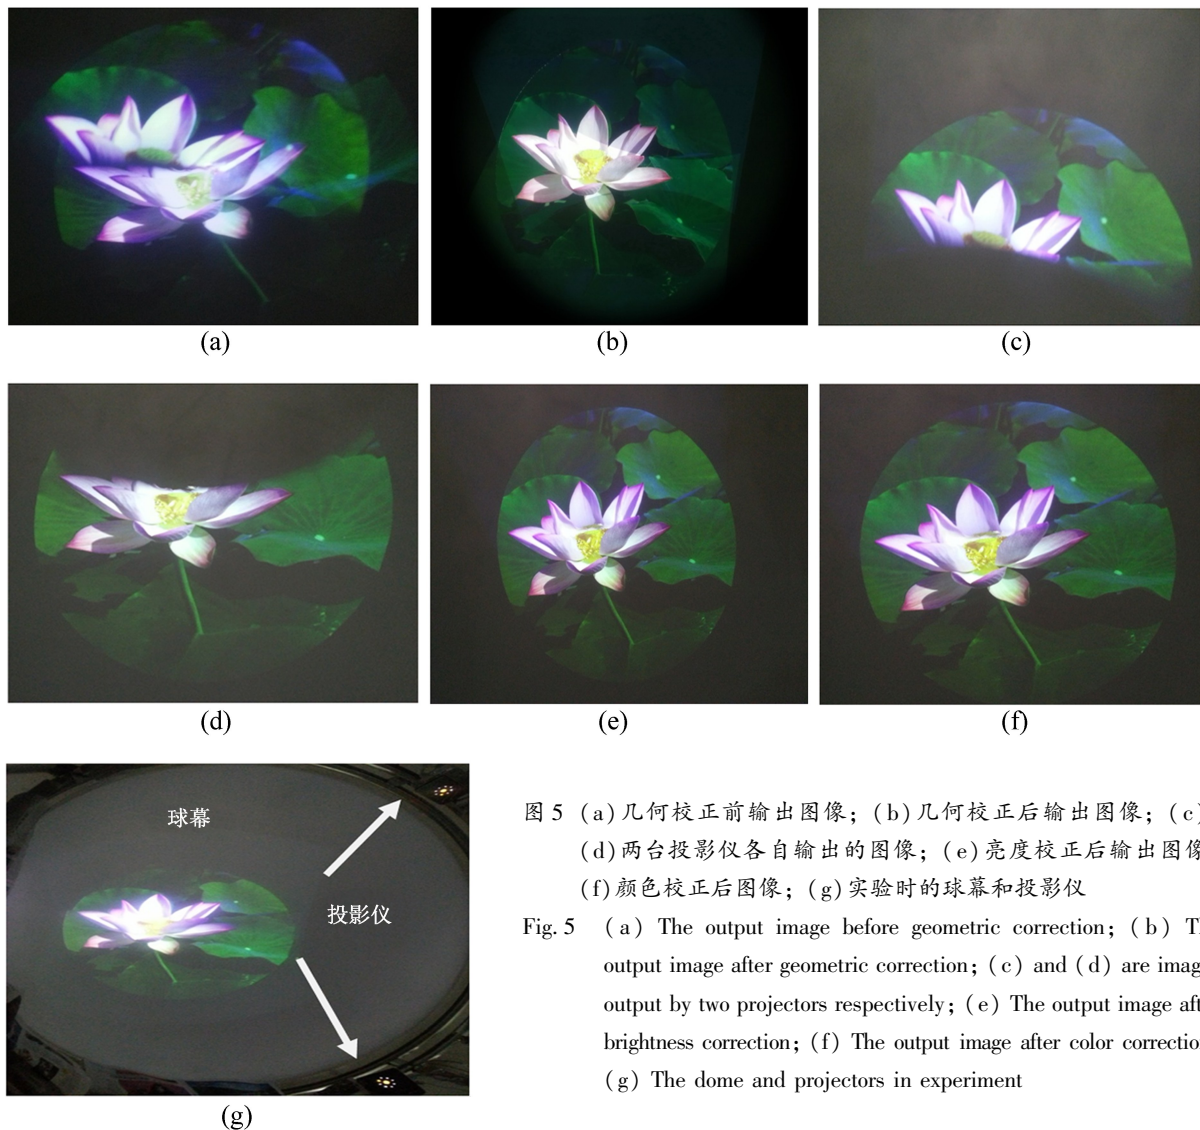 (a)
(b)
(c)
(d)
(e)
(f)
球幕
投影仪
(g)
图 5 (a)几何校正前输出图像；(b)几何校正后输出图像；(c)
(d)两台投影仪各自输出的图像；(e)亮度校正后输出图像
(f)颜色校正后图像；(g)实验时的球幕和投影仪
Fig. 5 (a) The output image before geometric correction; (b)
output image after geometric correction; (c) and (d) are
output by two projectors respectively; (e) The output image
brightness correction; (f) The output image after color
(g) The dome and projectors in experiment